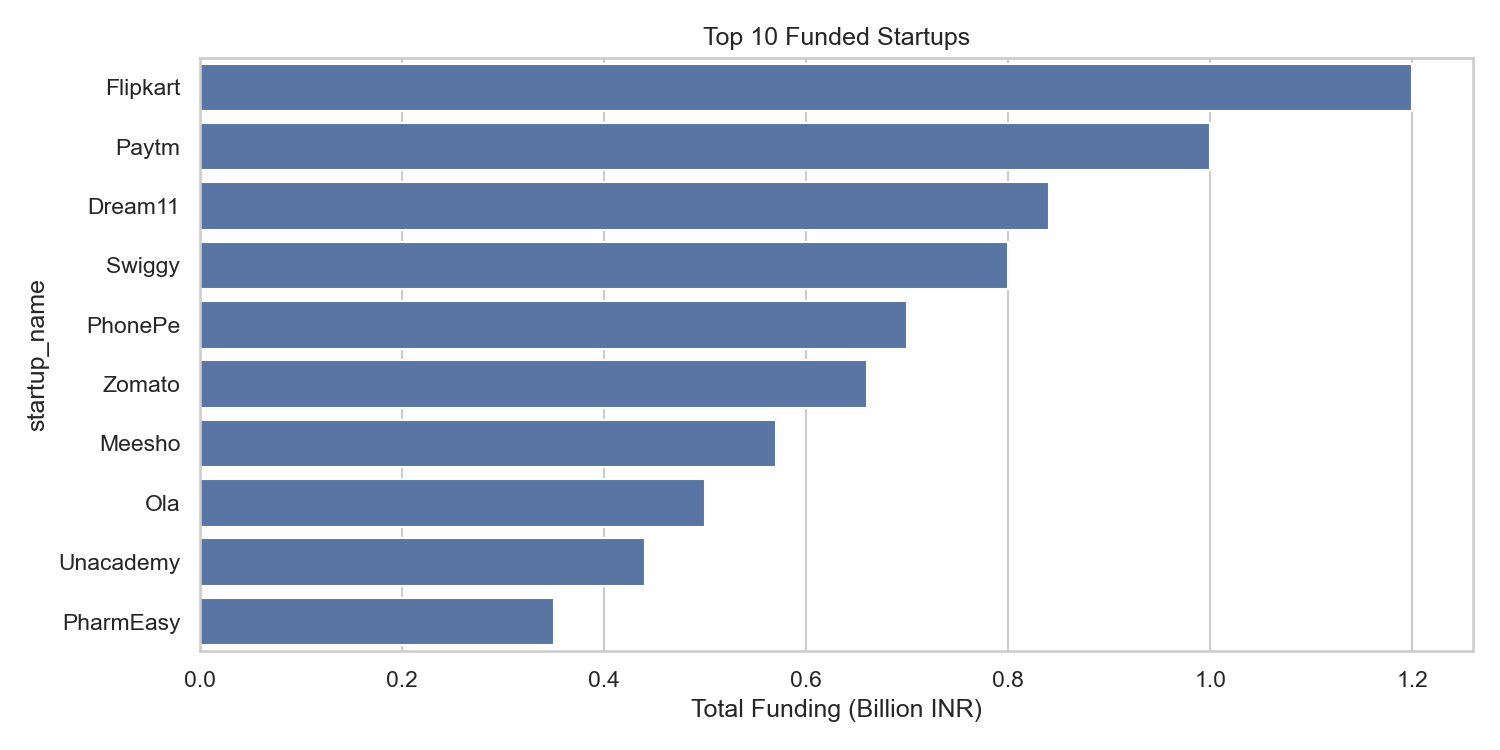 Top 10 Funded Startups
startup_name
Flipkart
Paytm
Dream11
Swiggy
PhonePe
Zomato
Meesho
Ola
Unacademy
PharmEasy
0.0 0.2 0.4 0.6 0.8 1.0 1.2
Total Funding (Billion INR)